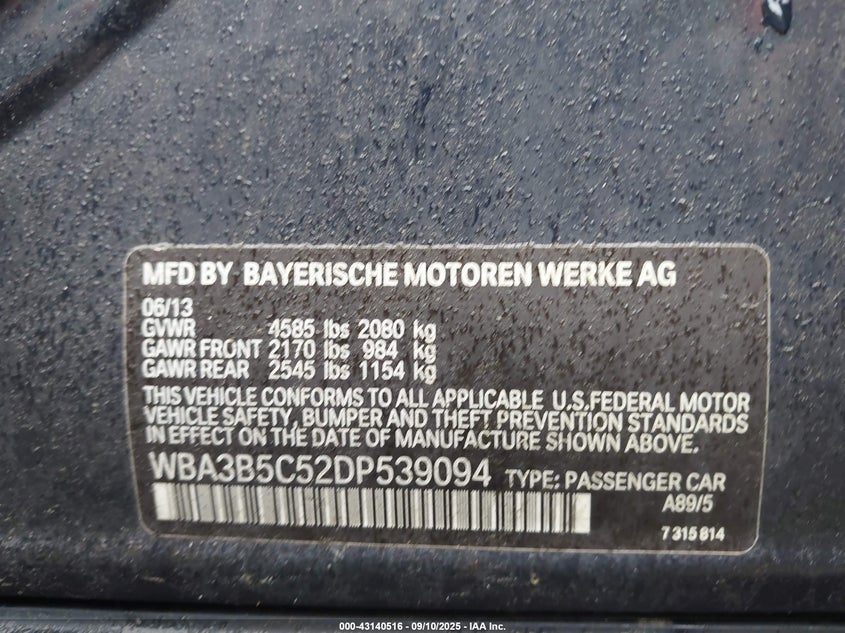 MFD BY BAYERISCHE MOTOREN WERKE AG
06/13
GVWR 4585 lbs 2080 kg
GAWR FRONT 2170 lbs 984 kg
GAWR REAR 2545 lbs 1154 kg
THIS VEHICLE CONFORMS TO ALL APPLICABLE U.S.FEDERAL MOTOR
VEHICLE SAFETY, BUMPER AND THEFT PREVENTION STANDARDS
IN EFFECT ON THE DATE OF MANUFACTURE SHOWN ABOVE.
WBA3B5C52DP539094 TYPE: PASSENGER CAR
A89/5
7 315 814
000-43140516 - 09/10/2025 - IAA Inc.